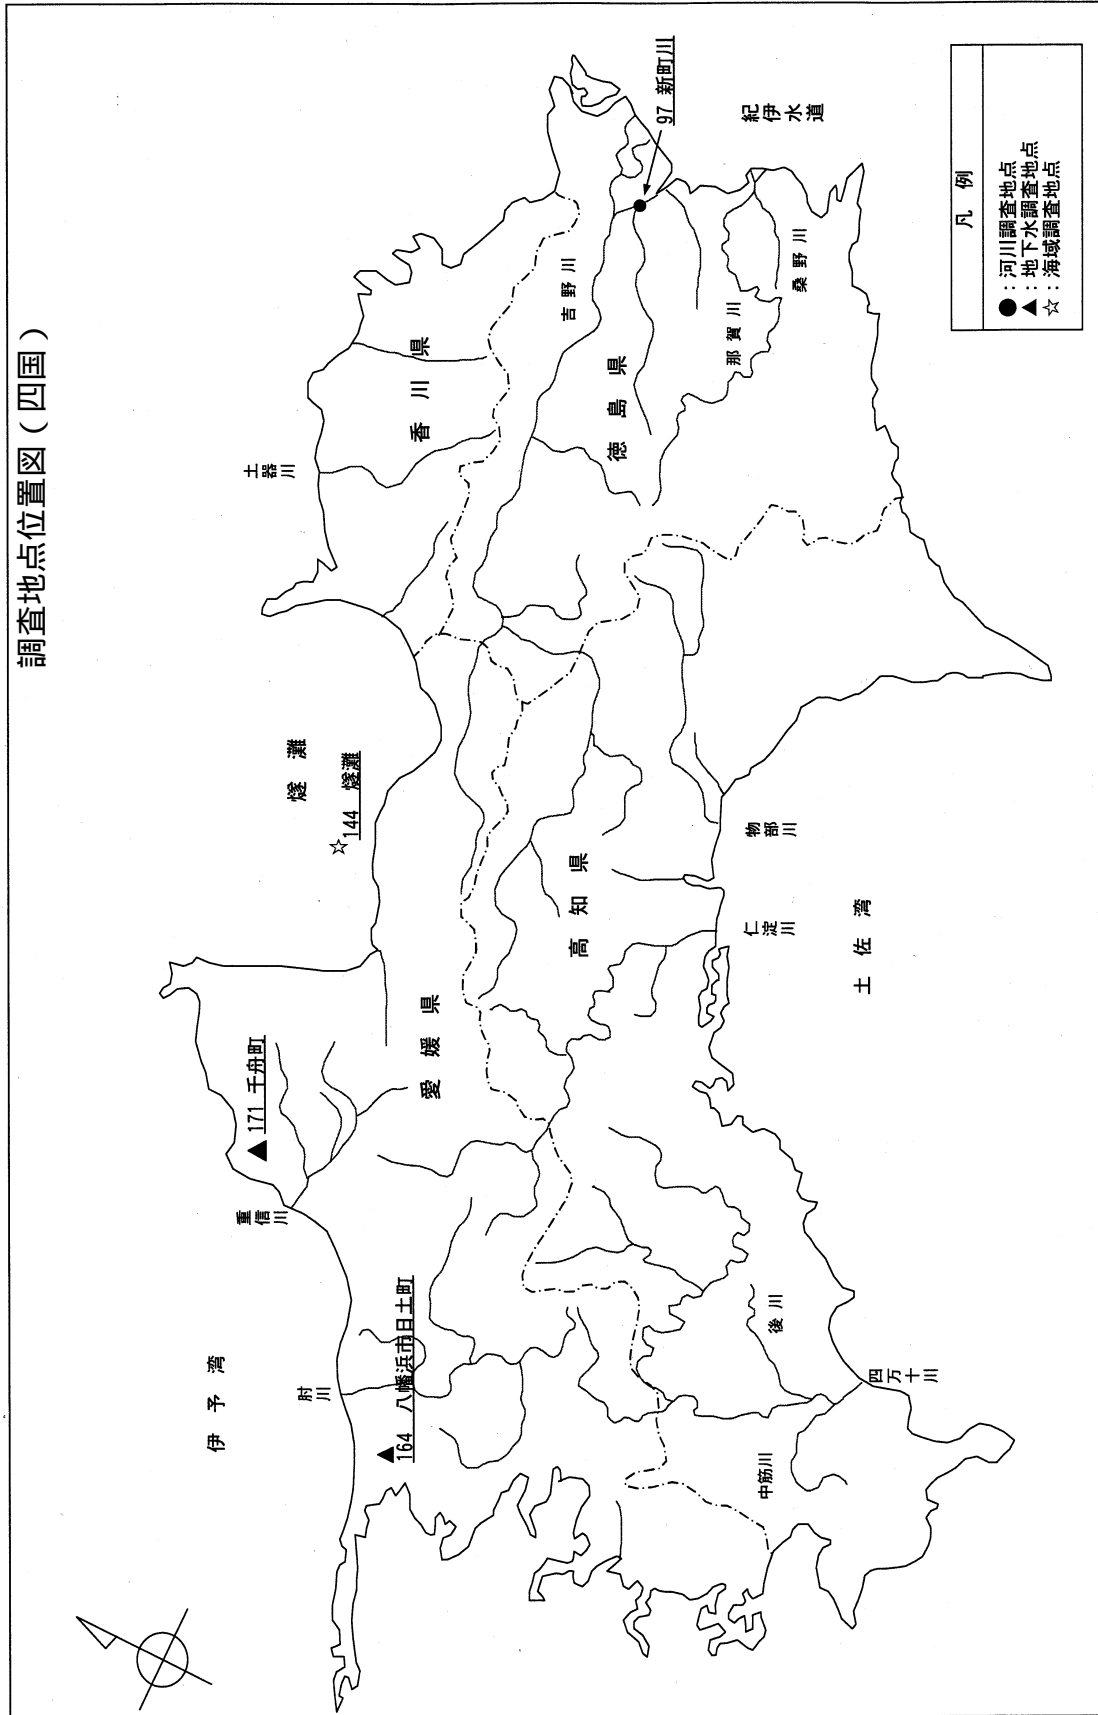 調査地点位置図（四国）
凡例
●：河川調査地点
▲：地下水調査地点
☆：海域調査地点
紀伊水道
97 新町川
吉野川
那賀川
桑野川
徳島県
香川県
土器川
燧灘
☆144 燧灘
物部川
仁淀川
土佐湾
高知県
愛媛県
▲171 千舟町
重信川
伊予湾
肘川
▲
164 八幡浜市日土町
後川
四万十川
中筋川